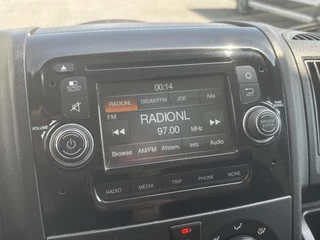 00:14
RADIONL GIGANTFM JOE Alle
FM
RADIONL
97.00 MHz
Browse AM/FM Afstem. Info Audio
VOLUME
RADIO MEDIA TRIP PHONE MORE